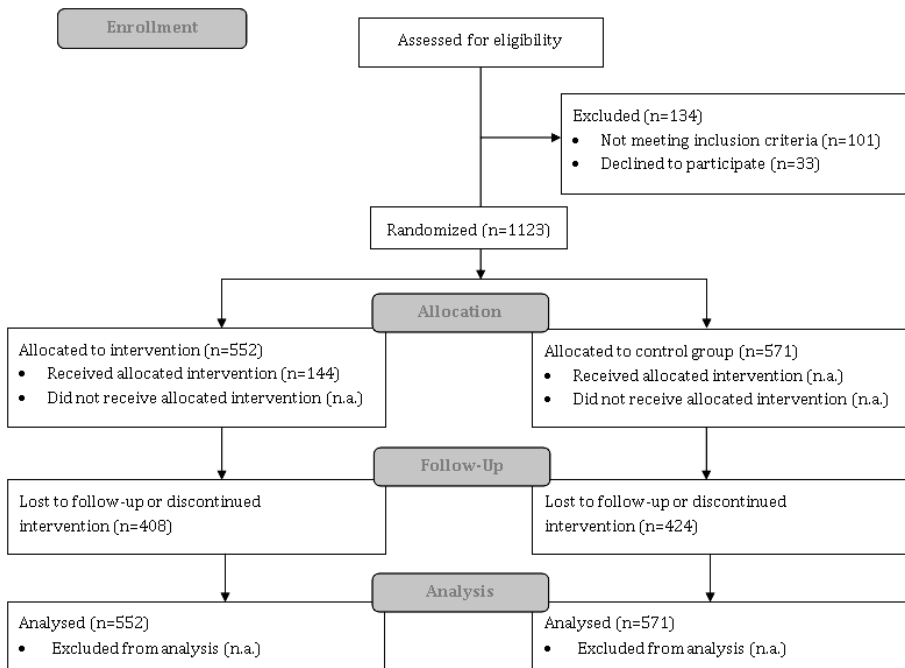 Enrollment
Assessed for eligibility
Excluded (n=134)
• Not meeting inclusion criteria (n=101)
• Declined to participate (n=33)
Randomized (n=1123)
Allocation
Allocated to intervention (n=552)
• Received allocated intervention (n=144)
• Did not receive allocated intervention (n.a.)
Allocated to control group (n=571)
• Received allocated intervention (n.a.)
• Did not receive allocated intervention (n.a.)
Follow-Up
Lost to follow-up or discontinued
intervention (n=408)
Lost to follow-up or discontinued
intervention (n=424)
Analysis
Analysed (n=552)
• Excluded from analysis (n.a.)
Analysed (n=571)
• Excluded from analysis (n.a.)